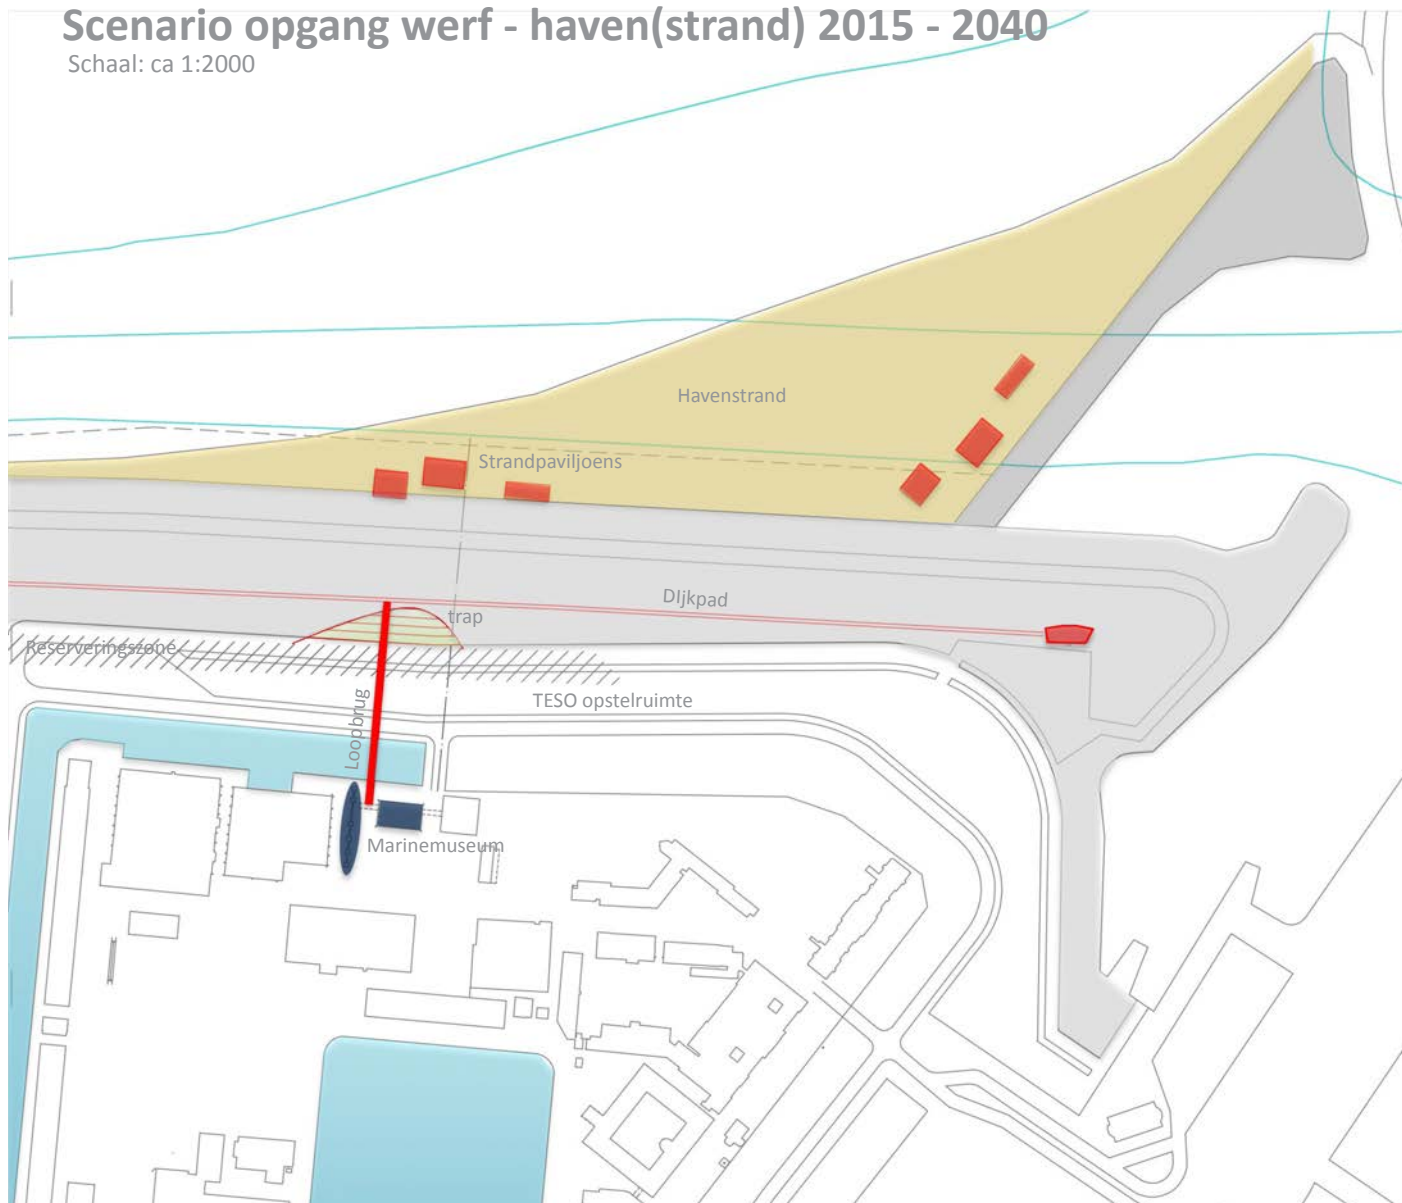 Scenario opgang werf - haven(strand) 2015 - 2040
Schaal: ca 1:2000
Havenstrand
Strandpaviljoens
DIjkpad
trap
Reserveringszone
Loopbrug
TESO opstelruimte
Marinemuseum